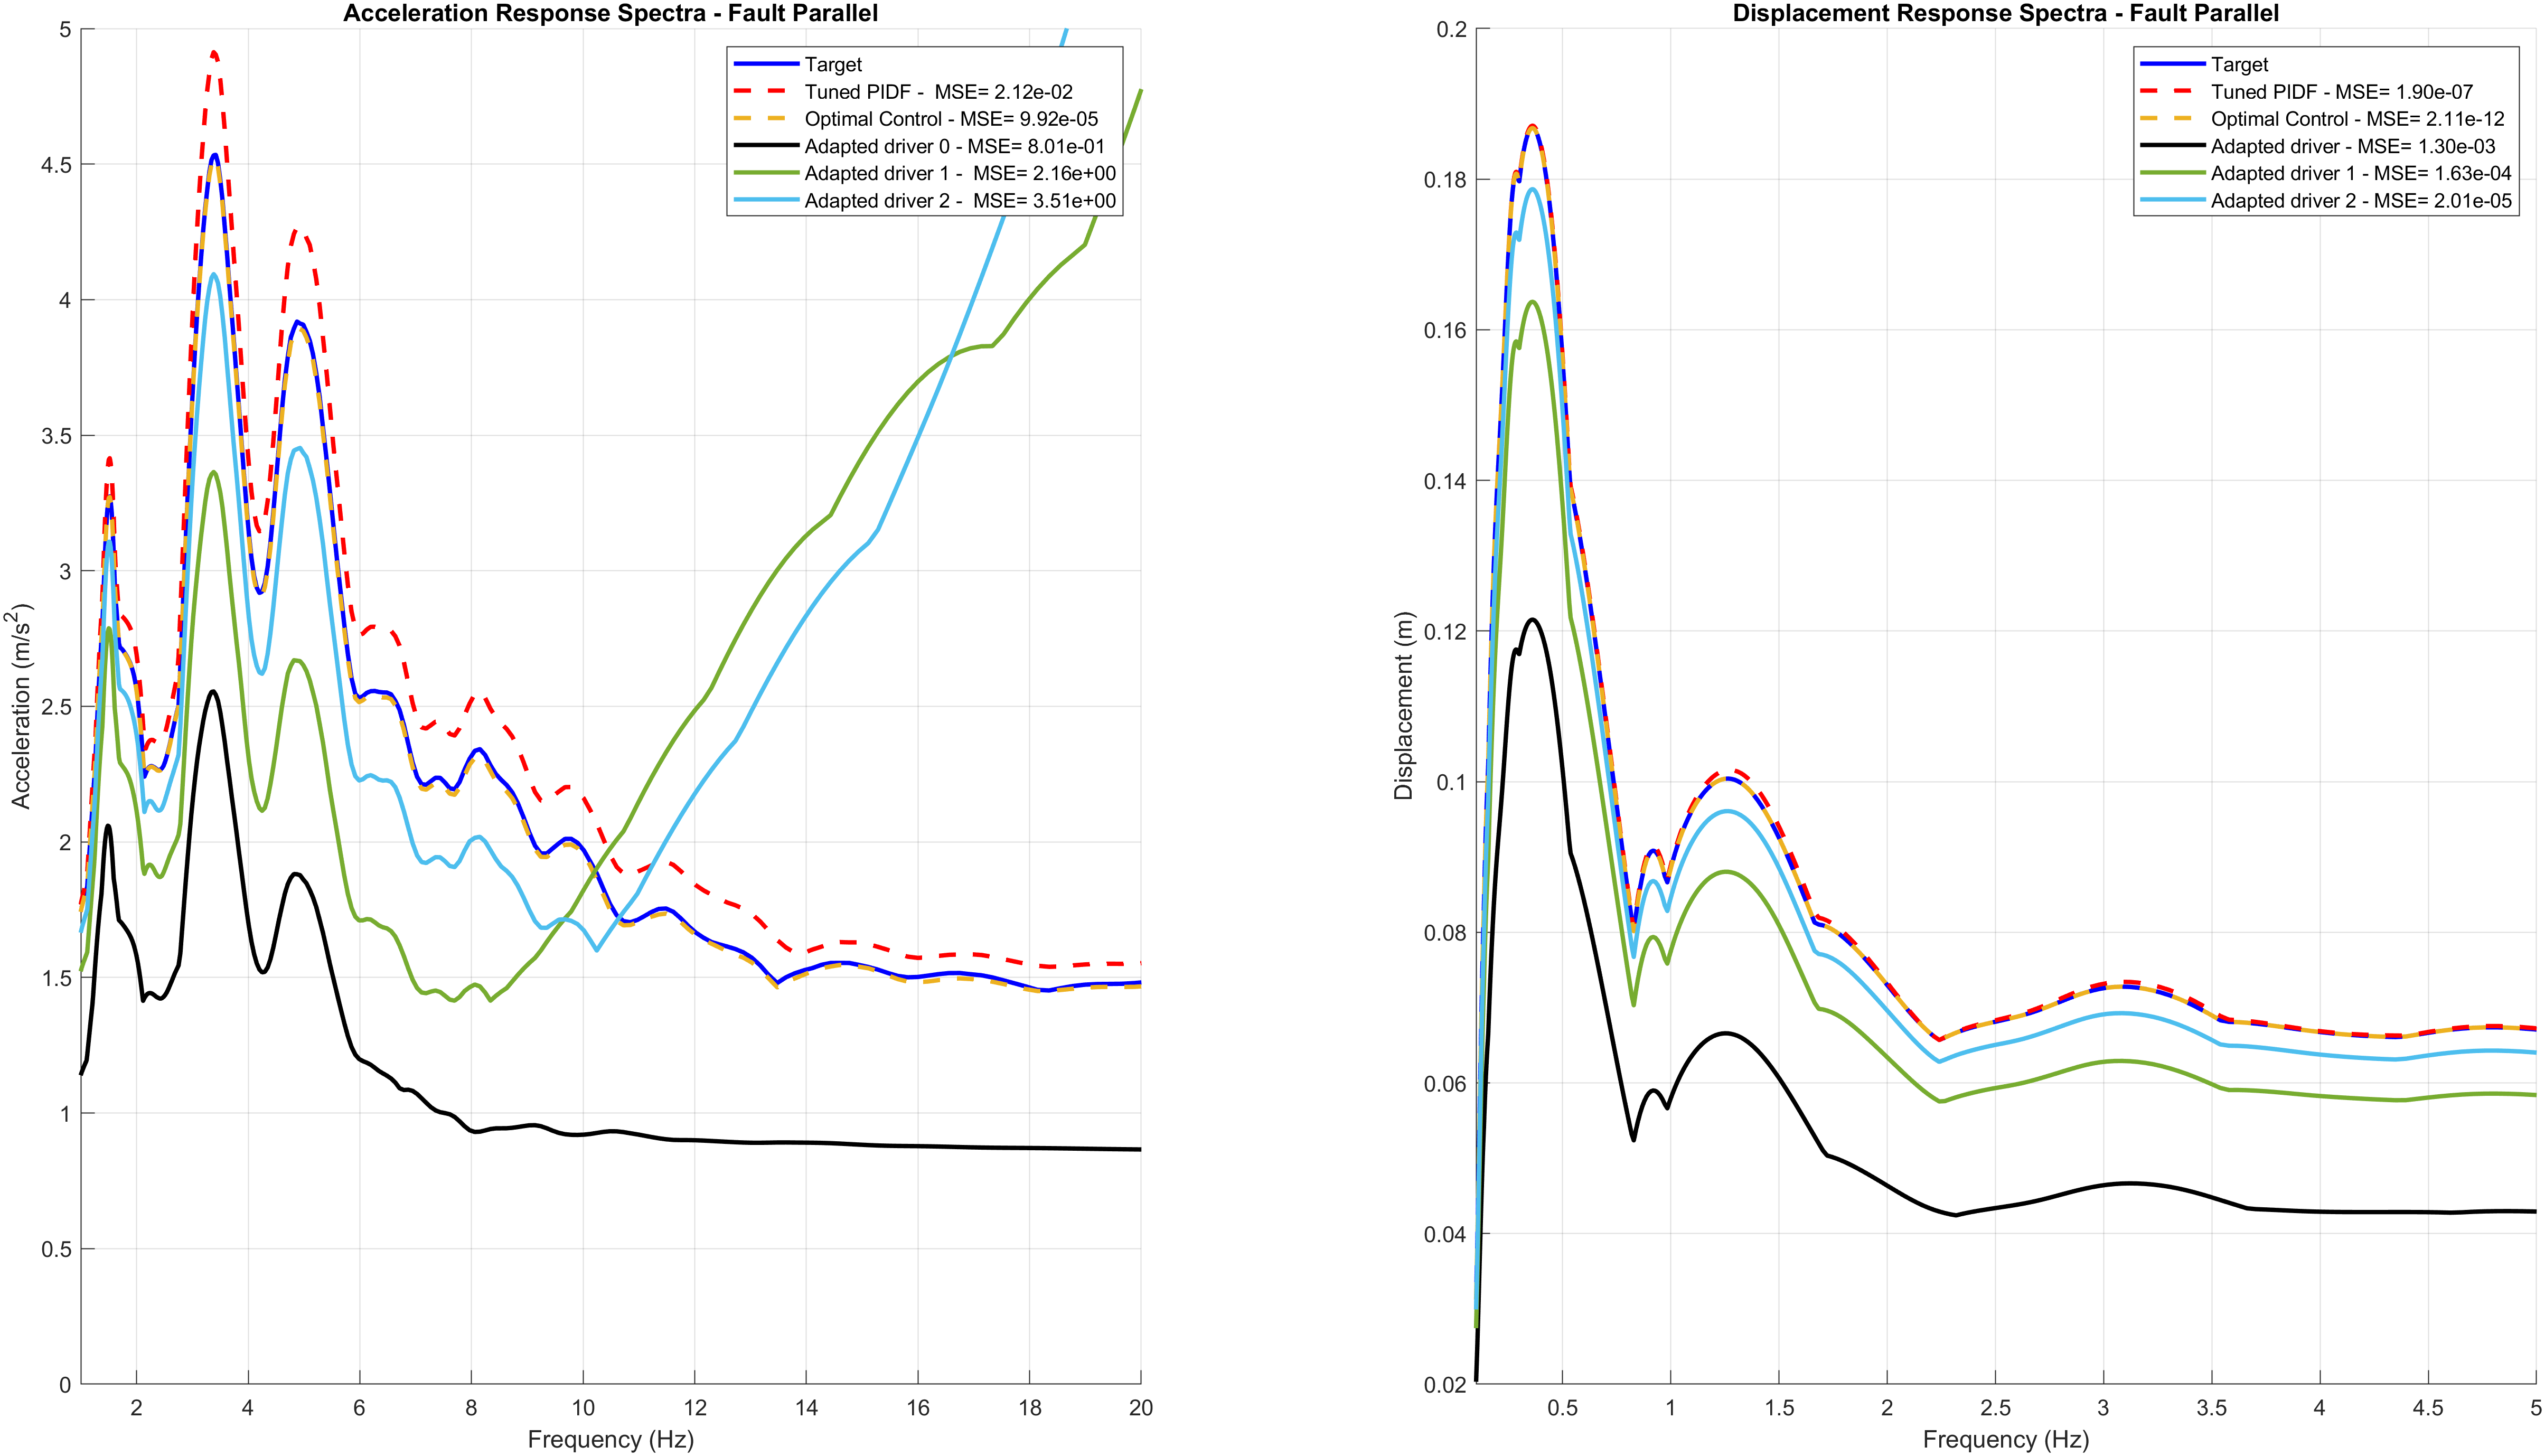 Acceleration Response Spectra - Fault Parallel
5
4.5
4
3.5
3
2.5
2
1.5
1
0.5
0
Acceleration (m/s²)
2 4 6 8 10 12 14 16 18 20
Frequency (Hz)
Target
Tuned PIDF - MSE= 2.12e-02
Optimal Control - MSE= 9.92e-05
Adapted driver 0 - MSE= 8.01e-01
Adapted driver 1 - MSE= 2.16e+00
Adapted driver 2 - MSE= 3.51e+00
Displacement Response Spectra - Fault Parallel
0.2
0.18
0.16
0.14
0.12
0.1
0.08
0.06
0.04
0.02
Displacement (m)
0.5 1 1.5 2 2.5 3 3.5 4 4.5 5
Frequency (Hz)
Target
Tuned PIDF - MSE= 1.90e-07
Optimal Control - MSE= 2.11e-12
Adapted driver - MSE= 1.30e-03
Adapted driver 1 - MSE= 1.63e-04
Adapted driver 2 - MSE= 2.01e-05